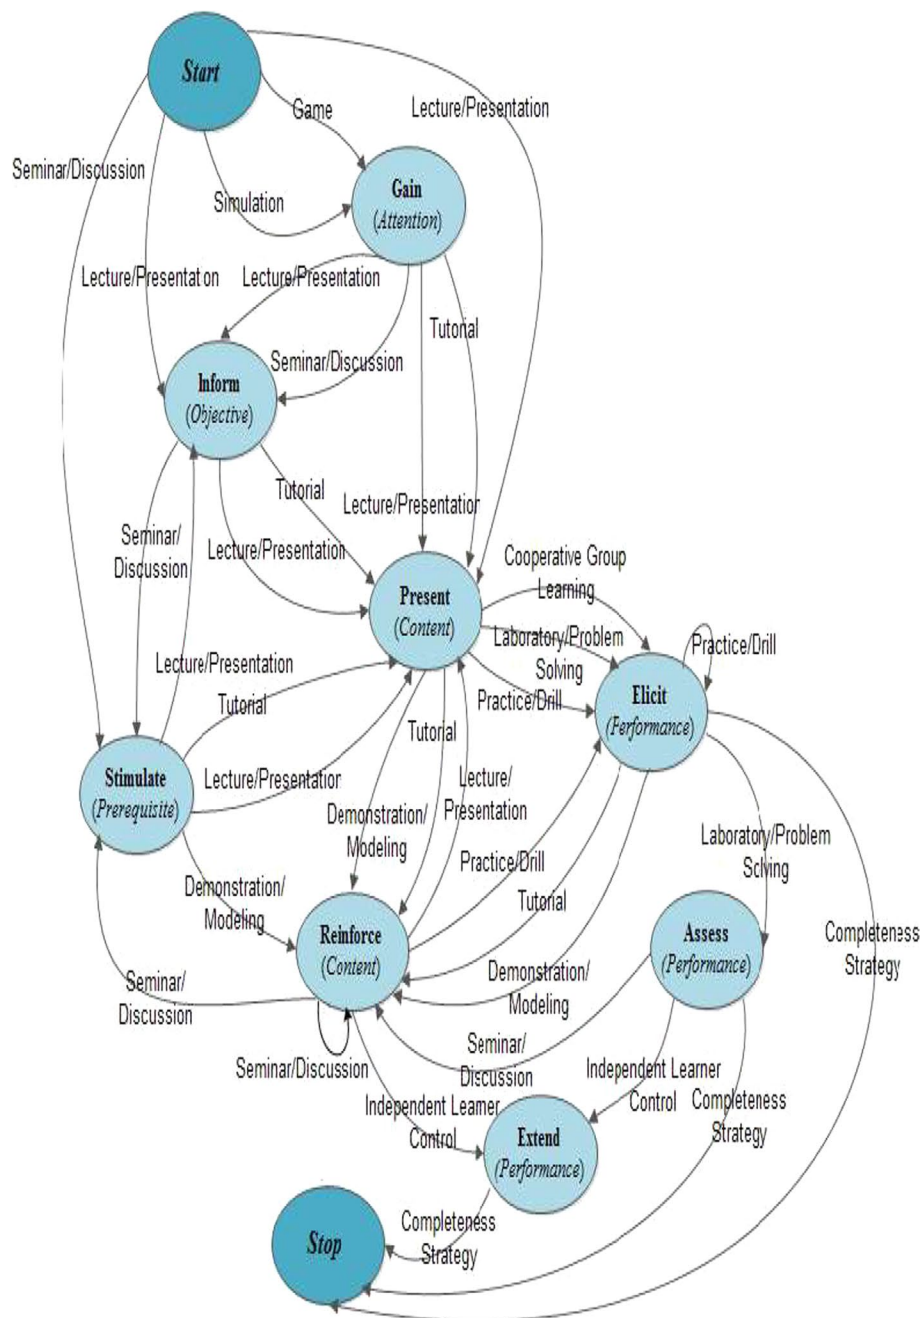 Start
Lecture/Presentation
Game
Seminar/Discussion
Simulation
Gain
(Attention)
Lecture/Presentation
Lecture/Presentation
Tutorial
Seminar/Discussion
Inform
(Objective)
Tutorial
Lecture/Presentation
Seminar/
Discussion
Lecture/Presentation
Cooperative Group
Learning
Present
(Content)
Laboratory/Problem
Solving
Practice/Drill
Practice/Drill
Elicit
(Performance)
Lecture/Presentation
Tutorial
Tutorial
Stimulate
(Prerequisite)
Lecture/Presentation
Lecture/
Presentation
Demonstration/
Modeling
Laboratory/Problem
Solving
Practice/Drill
Demonstration/
Modeling
Tutorial
Reinforce
(Content)
Assess
(Performance)
Completeness
Strategy
Demonstration/
Modeling
Seminar/
Discussion
Seminar/Discussion
Seminar/
Discussion
Independent Learner
Control
Independent Learner
Control
Completeness
Strategy
Extend
(Performance)
Stop
Completeness
Strategy